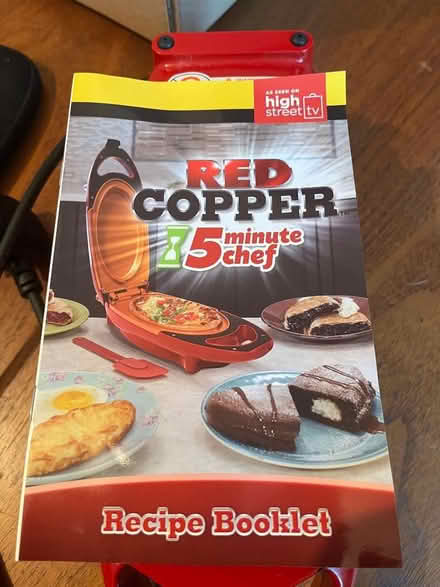 AS SEEN ON
high
street tv
RED
COPPER
5 minute
chef
Recipe Booklet